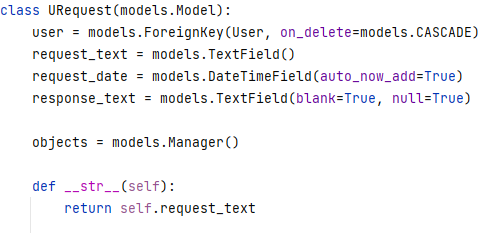 class URequest(models.Model):
    user = models.ForeignKey(User, on_delete=models.CASCADE)
    request_text = models.TextField()
    request_date = models.DateTimeField(auto_now_add=True)
    response_text = models.TextField(blank=True, null=True)

    objects = models.Manager()

    def __str__(self):
        return self.request_text